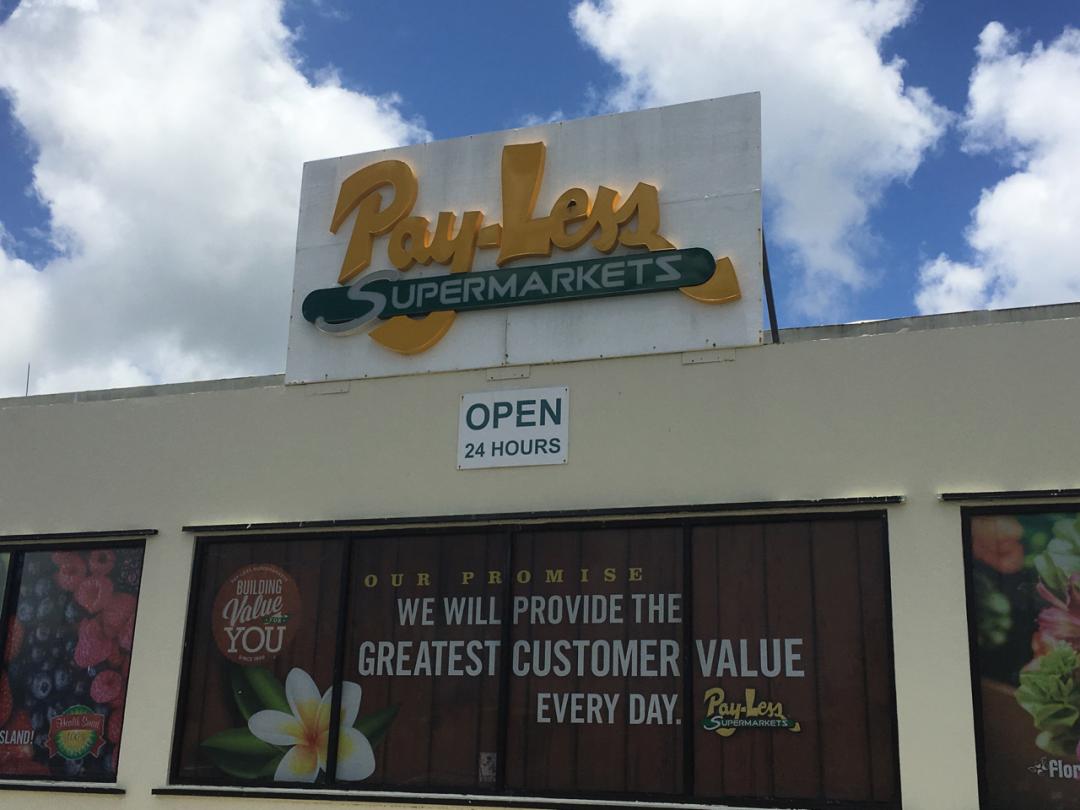 Pay-Less
SUPERMARKETS
OPEN
24 HOURS
BUILDING
Value
FOR
YOU
OUR PROMISE
WE WILL PROVIDE THE
GREATEST CUSTOMER VALUE
EVERY DAY.
Pay-Less
SUPERMARKETS
SLAND!